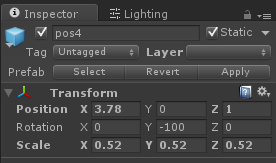 Inspector Lighting
pos4 Static
Tag Untagged Layer
Prefab Select Revert Apply
Transform
Position X 3.78 Y 0 Z 1
Rotation X 0 Y -100 Z 0
Scale X 0.52 Y 0.52 Z 0.52